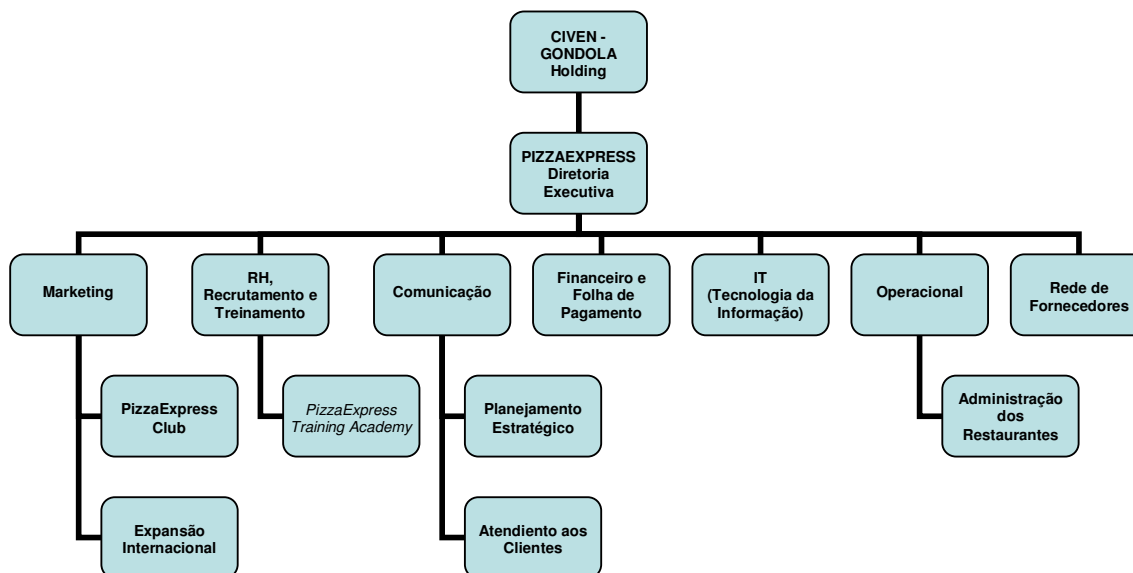 CIVEN -
GONDOLA
Holding
PIZZAEXPRESS
Diretoria
Executiva
Marketing
RH,
Recrutamento e
Treinamento
Comunicação
Financeiro e
Folha de
Pagamento
IT
(Tecnologia da
Informação)
Operacional
Rede de
Fornecedores
PizzaExpress
Club
PizzaExpress
Training Academy
Planejamento
Estratégico
Administração
dos
Restaurantes
Expansão
Internacional
Atendiento aos
Clientes